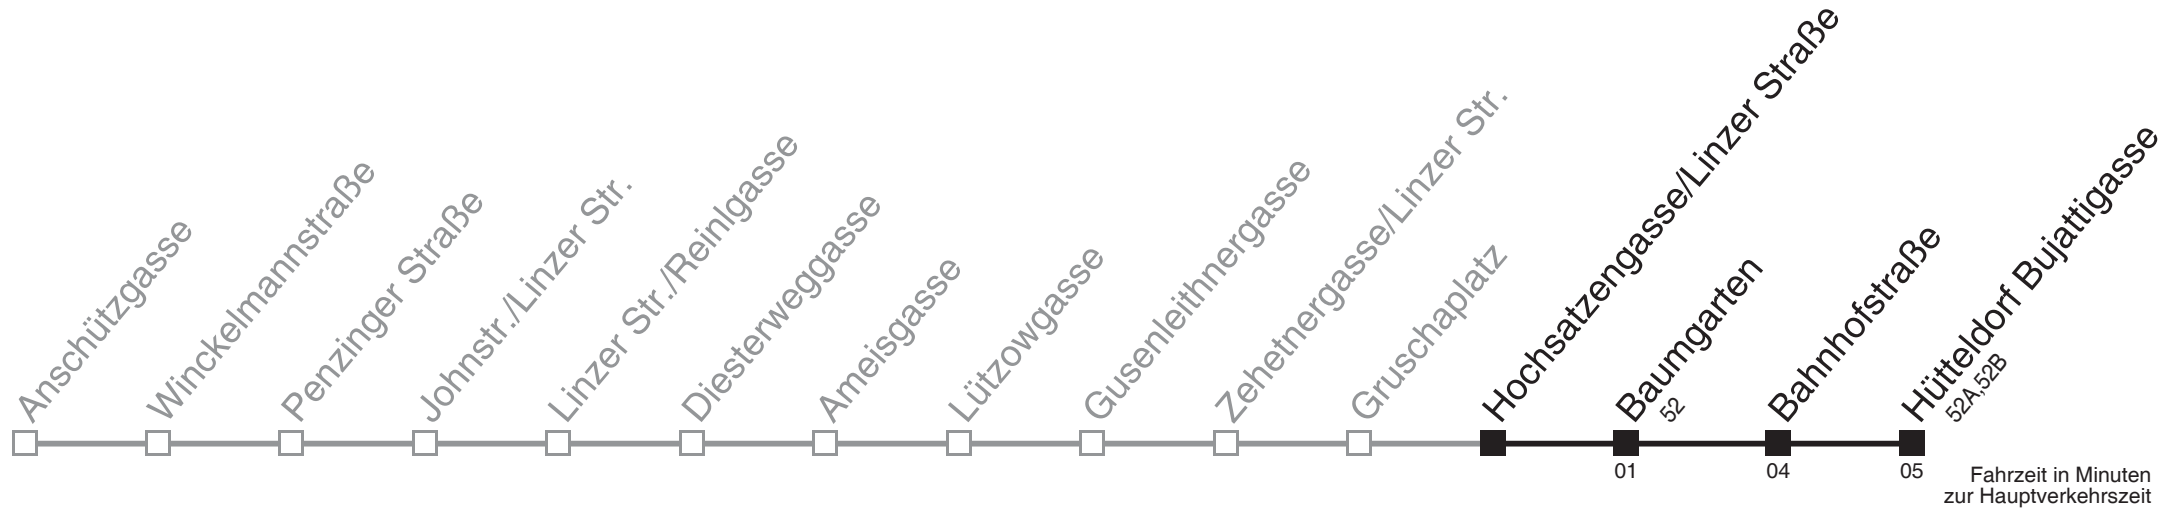 Anschützgasse
Winckelmannstraße
Penzinger Straße
Johnstr./Linzer Str.
Linzer Str./Reinlgasse
Diesterweggasse
Ameisgasse
Lützowgasse
Gusenleithnergasse
Zehetnergasse/Linzer Str.
Gruschaplatz
Hochsatzengasse/Linzer Straße
Baumgarten
52
Bahnhofstraße
Hütteldorf Bujattigasse
52A,52B
01
04
05
Fahrzeit in Minuten
zur Hauptverkehrszeit